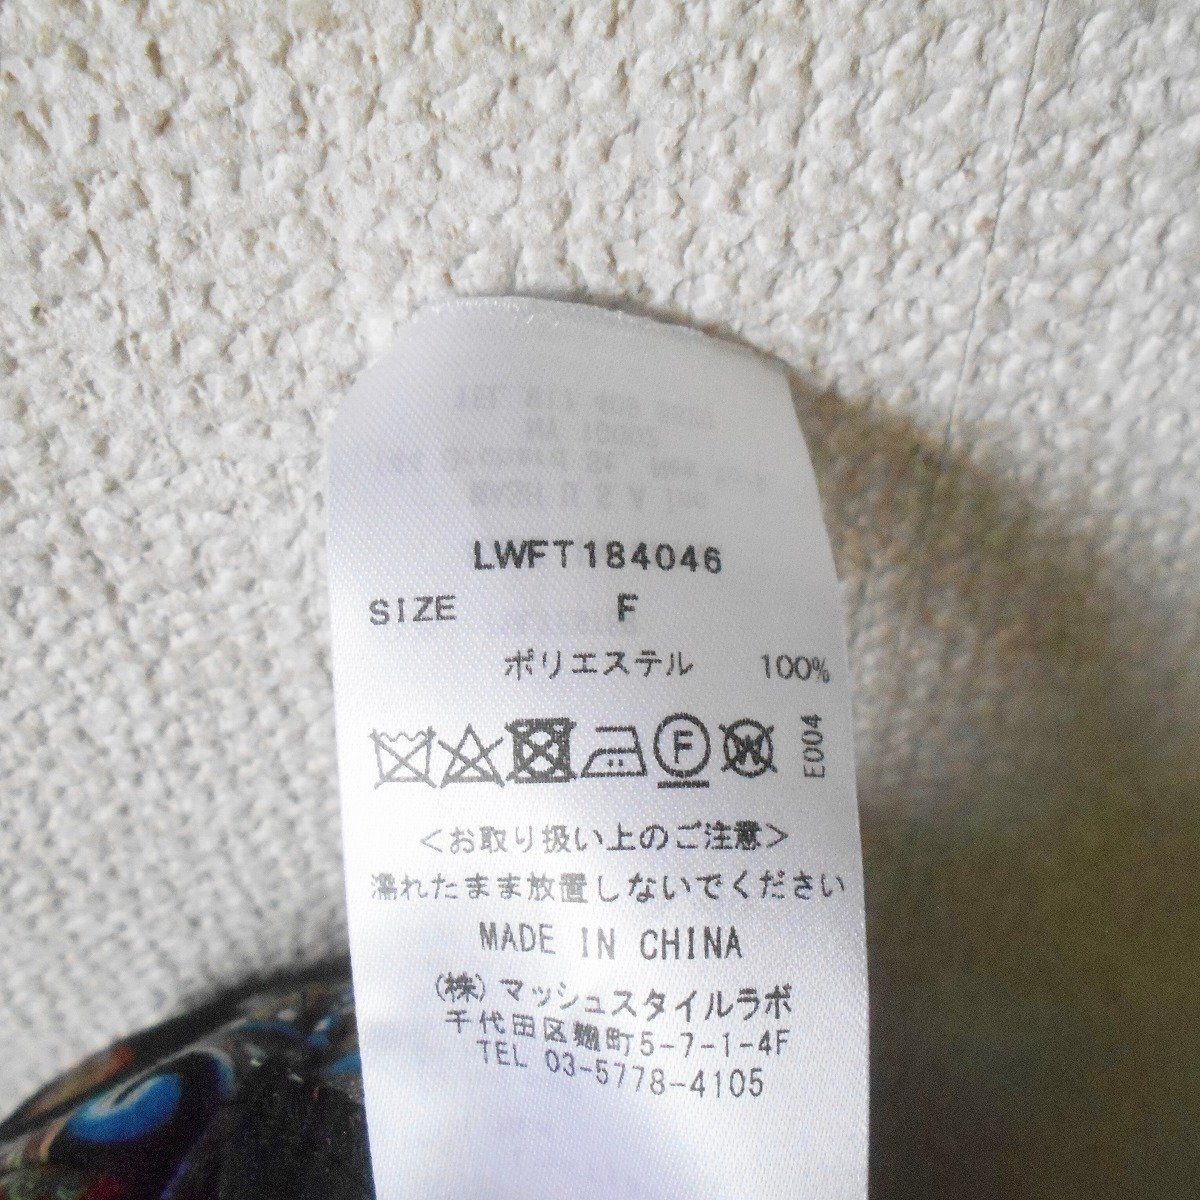 LWFT184046
SIZE F
ポリエステル 100%
F W E004
<お取り扱い上のご注意>
濡れたまま放置しないでください
MADE IN CHINA
(株)マッシュスタイルラボ
千代田区麹町5-7-1-4F
TEL 03-5778-4105